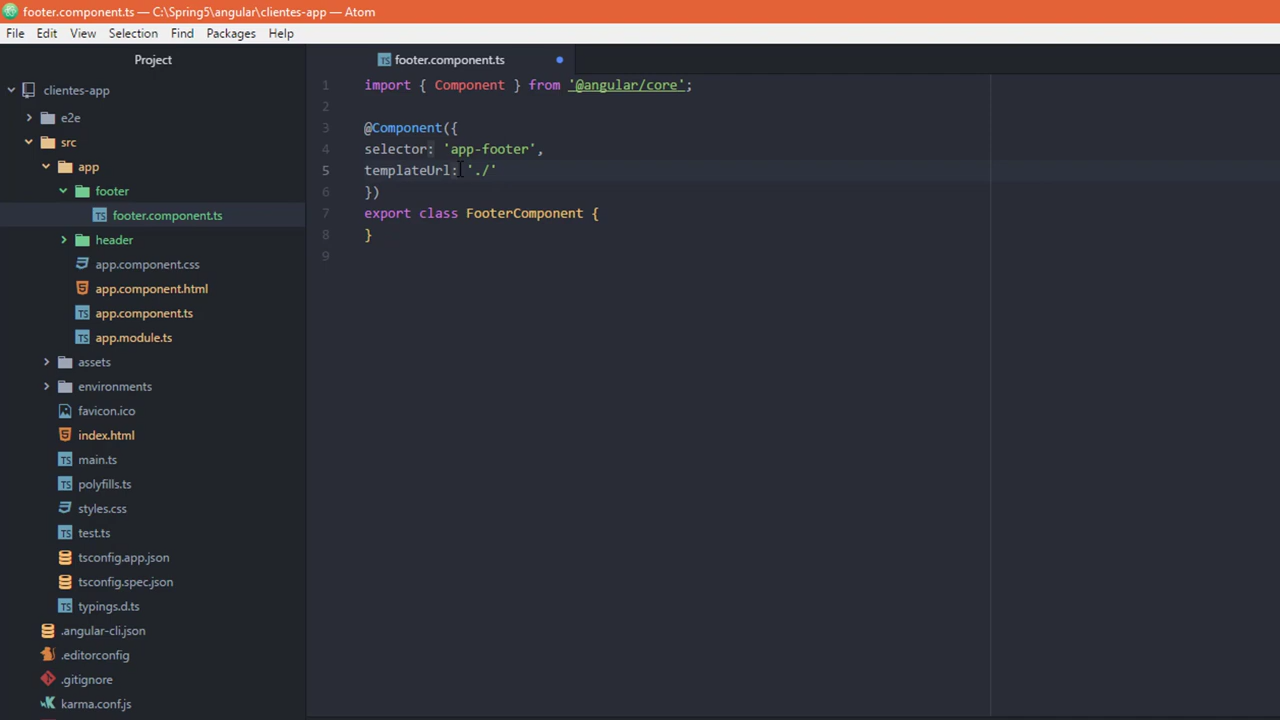 footer.component.ts — C:\Spring5\angular\clientes-app — Atom
File Edit View Selection Find Packages Help
Project
clientes-app
e2e
src
app
footer
footer.component.ts
header
app.component.css
app.component.html
app.component.ts
app.module.ts
assets
environments
favicon.ico
index.html
main.ts
polyfills.ts
styles.css
test.ts
tsconfig.app.json
tsconfig.spec.json
typings.d.ts
.angular-cli.json
.editorconfig
.gitignore
karma.conf.js
footer.component.ts
1 import { Component } from '@angular/core';
2
3 @Component({
4 selector: 'app-footer',
5 templateUrl: './'
6 })
7 export class FooterComponent {
8 }
9